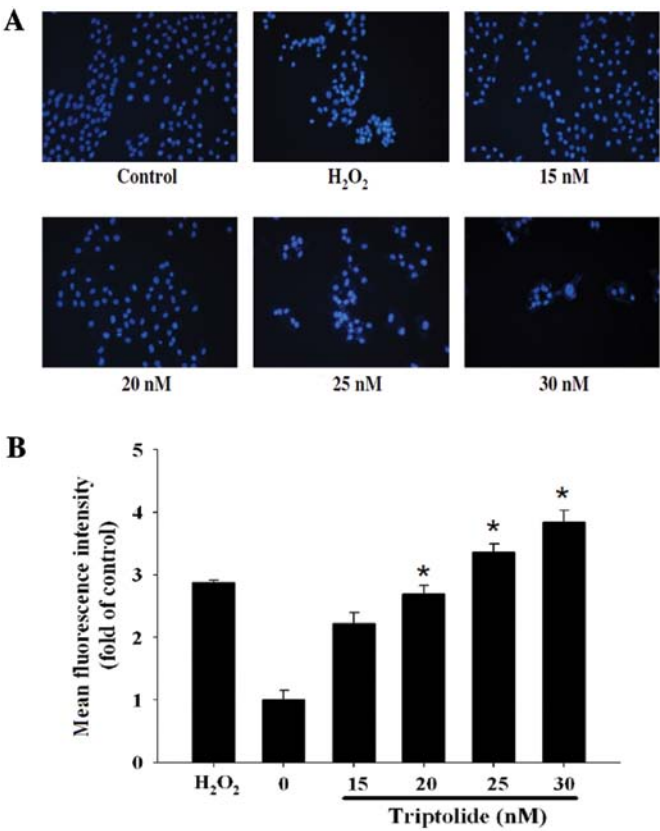 A
Control
H₂O₂
15 nM
20 nM
25 nM
30 nM
B
Mean fluorescence intensity
(fold of control)
5
4
3
2
1
0
*
*
*
H₂O₂
0
15
20
25
30
Triptolide (nM)